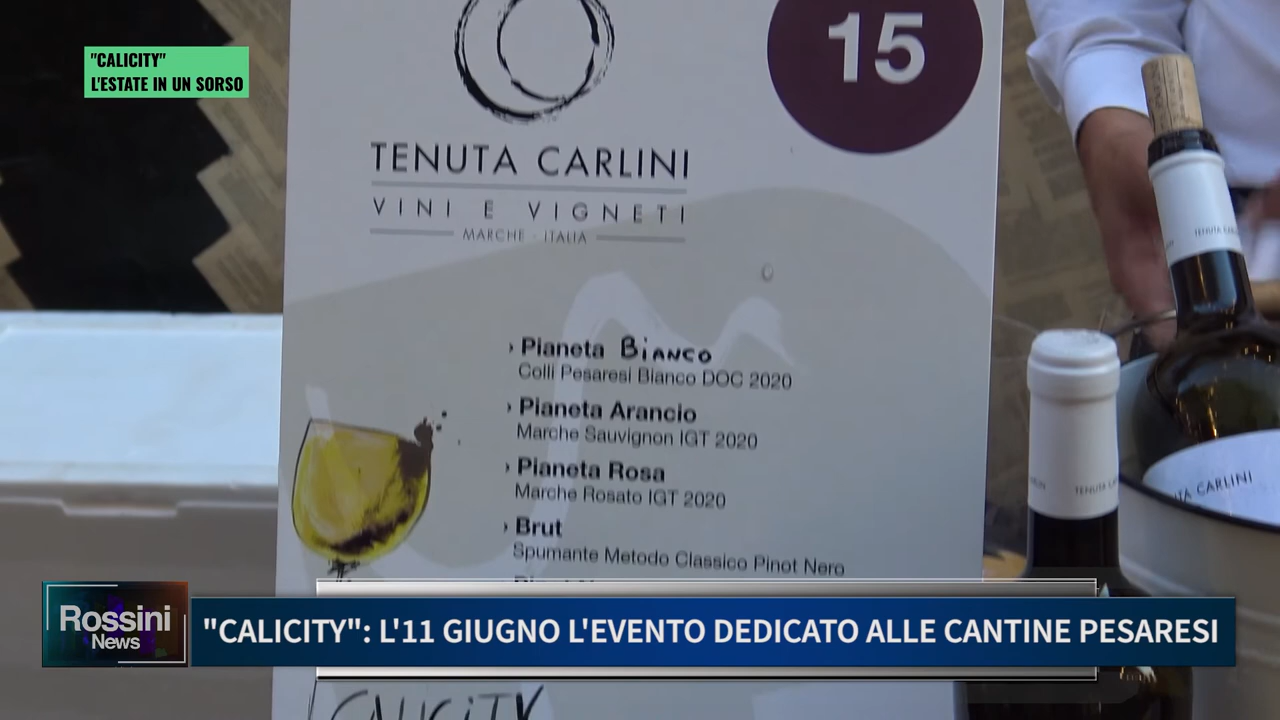 "CALICITY"
L'ESTATE IN UN SORSO
15
TENUTA CARLINI
VINI E VIGNETI
MARCHE - ITALIA
› Pianeta Bianco
Colli Pesaresi Bianco DOC 2020
› Pianeta Arancio
Marche Sauvignon IGT 2020
› Pianeta Rosa
Marche Rosato IGT 2020
› Brut
Spumante Metodo Classico Pinot Nero
TENUTA
TENUTA
CARLINI
Rossini
News
"CALICITY": L'11 GIUGNO L'EVENTO DEDICATO ALLE CANTINE PESARESI
CALICITY